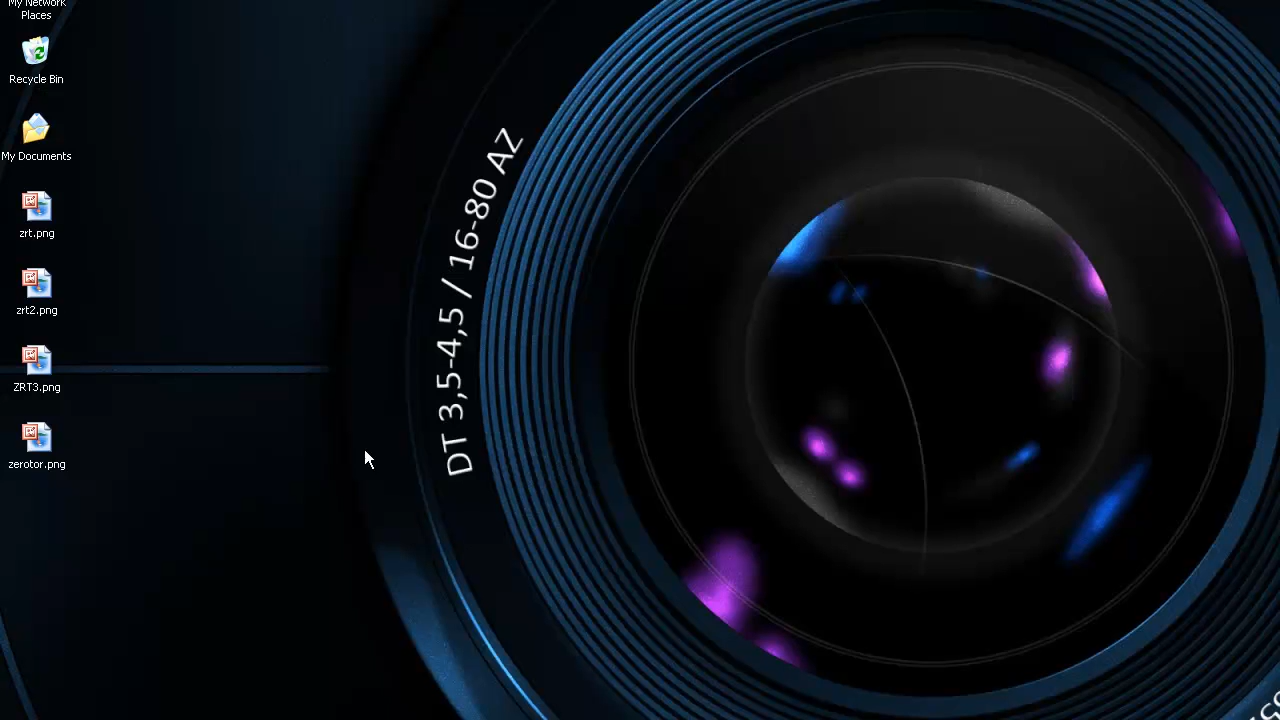 My Network
Places
Recycle Bin
My Documents
zrt.png
zrt2.png
ZRT3.png
zerotor.png
DT 3,5-4,5 / 16-80 AZ